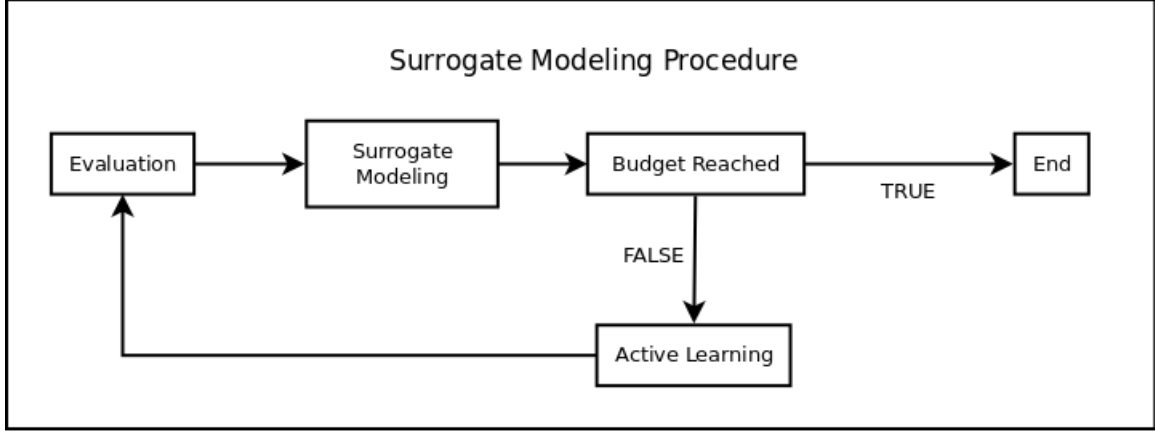 Surrogate Modeling Procedure
Evaluation
Surrogate
Modeling
Budget Reached
End
TRUE
FALSE
Active Learning